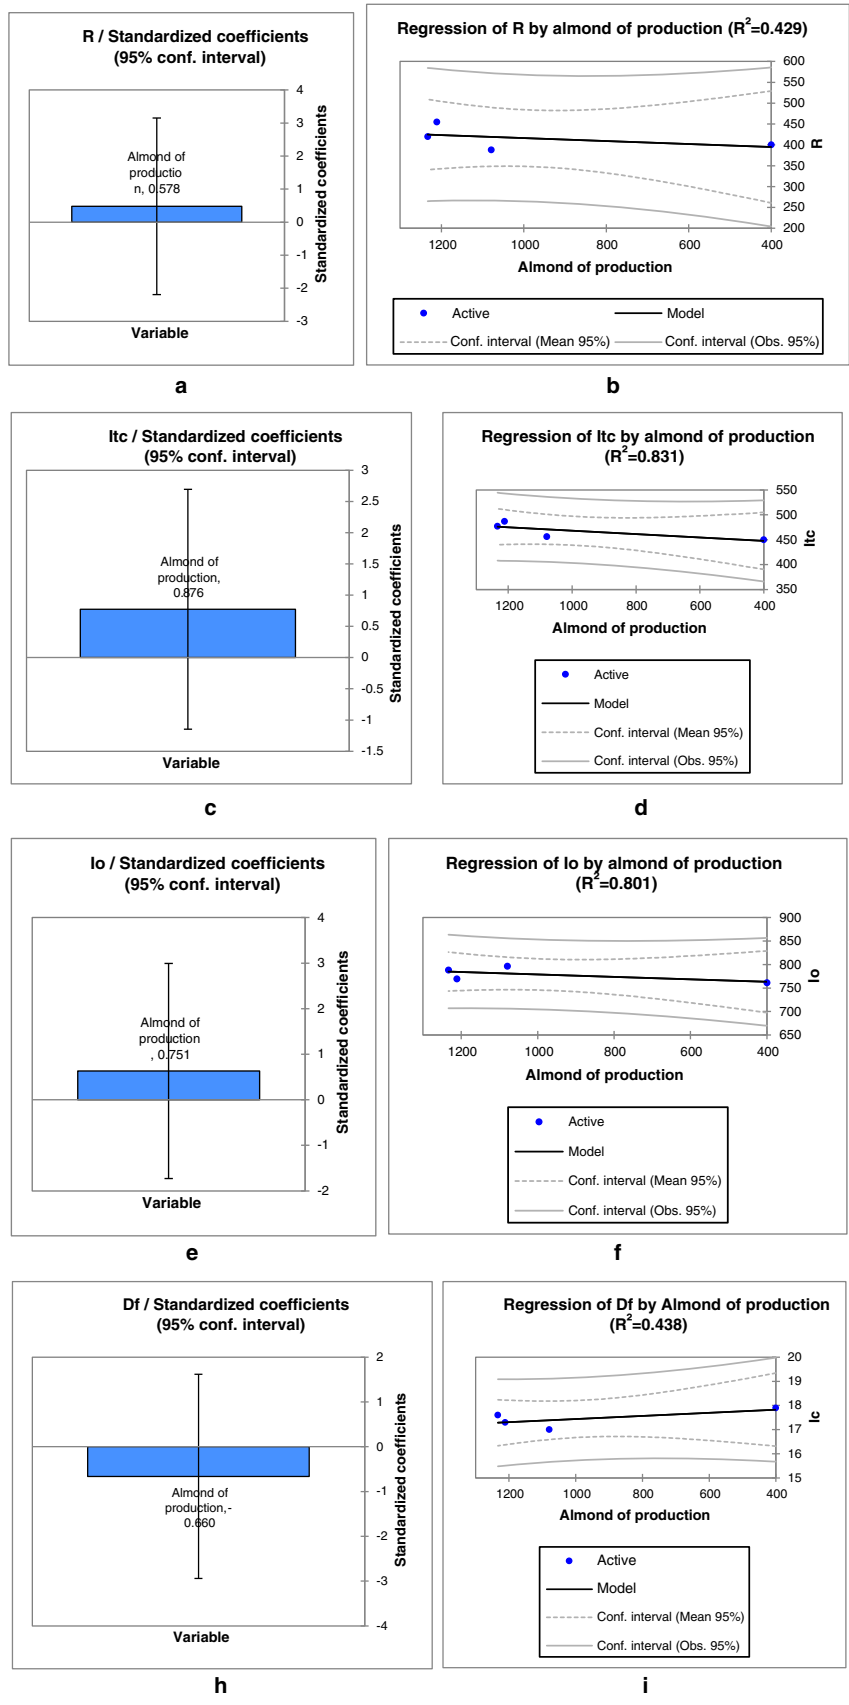 R / Standardized coefficients
(95% conf. interval)
4
3
2
1
0
-1
-2
-3
Standardized coefficients
Almond of
productio
n, 0.578
Variable
a
Regression of R by almond of production (R²=0.429)
600
550
500
450
400
350
300
250
200
R
1200
1000
800
600
400
Almond of production
Active
Model
Conf. interval (Mean 95%)
Conf. interval (Obs. 95%)
b
Itc / Standardized coefficients
(95% conf. interval)
3
2.5
2
1.5
1
0.5
0
-0.5
-1
-1.5
Standardized coefficients
Almond of
production,
0.876
Variable
c
Regression of Itc by almond of production
(R²=0.831)
550
500
450
400
350
Itc
1200
1000
800
600
400
Almond of production
Active
Model
Conf. interval (Mean 95%)
Conf. interval (Obs. 95%)
d
Io / Standardized coefficients
(95% conf. interval)
4
3
2
1
0
-1
-2
Standardized coefficients
Almond of
production
, 0.751
Variable
e
Regression of Io by almond of production
(R²=0.801)
900
850
800
750
700
650
Io
1200
1000
800
600
400
Almond of production
Active
Model
Conf. interval (Mean 95%)
Conf. interval (Obs. 95%)
f
Df / Standardized coefficients
(95% conf. interval)
2
1
0
-1
-2
-3
-4
Standardized coefficients
Almond of
production,-
0.660
Variable
h
Regression of Df by Almond of production
(R²=0.438)
20
19
18
17
16
15
Ic
1200
1000
800
600
400
Almond of production
Active
Model
Conf. interval (Mean 95%)
Conf. interval (Obs. 95%)
i